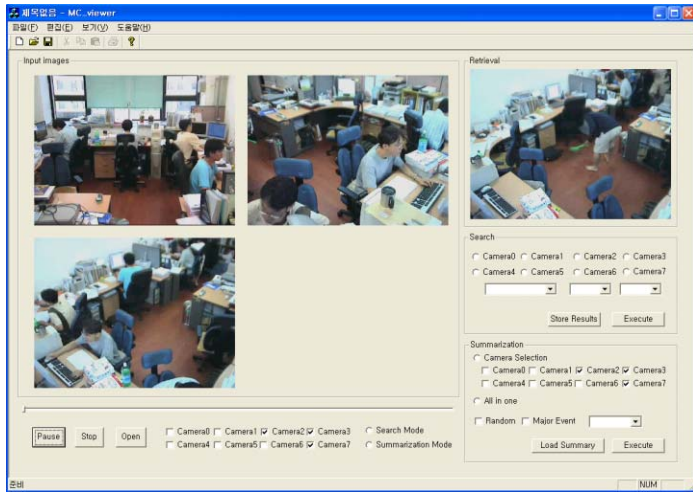 제목없음 - MC_viewer
파일(F) 편집(E) 보기(V) 도움말(H)
Input images
Retrieval
Search
Camera0 Camera1 Camera2 Camera3
Camera4 Camera5 Camera6 Camera7
Store Results Execute
Summarization
Camera Selection
Camera0 Camera1 Camera2 Camera3
Camera4 Camera5 Camera6 Camera7
All in one
Random Major Event
Load Summary Execute
Pause Stop Open
Camera0 Camera1 Camera2 Camera3 Search Mode
Camera4 Camera5 Camera6 Camera7 Summarization Mode
준비 NUM